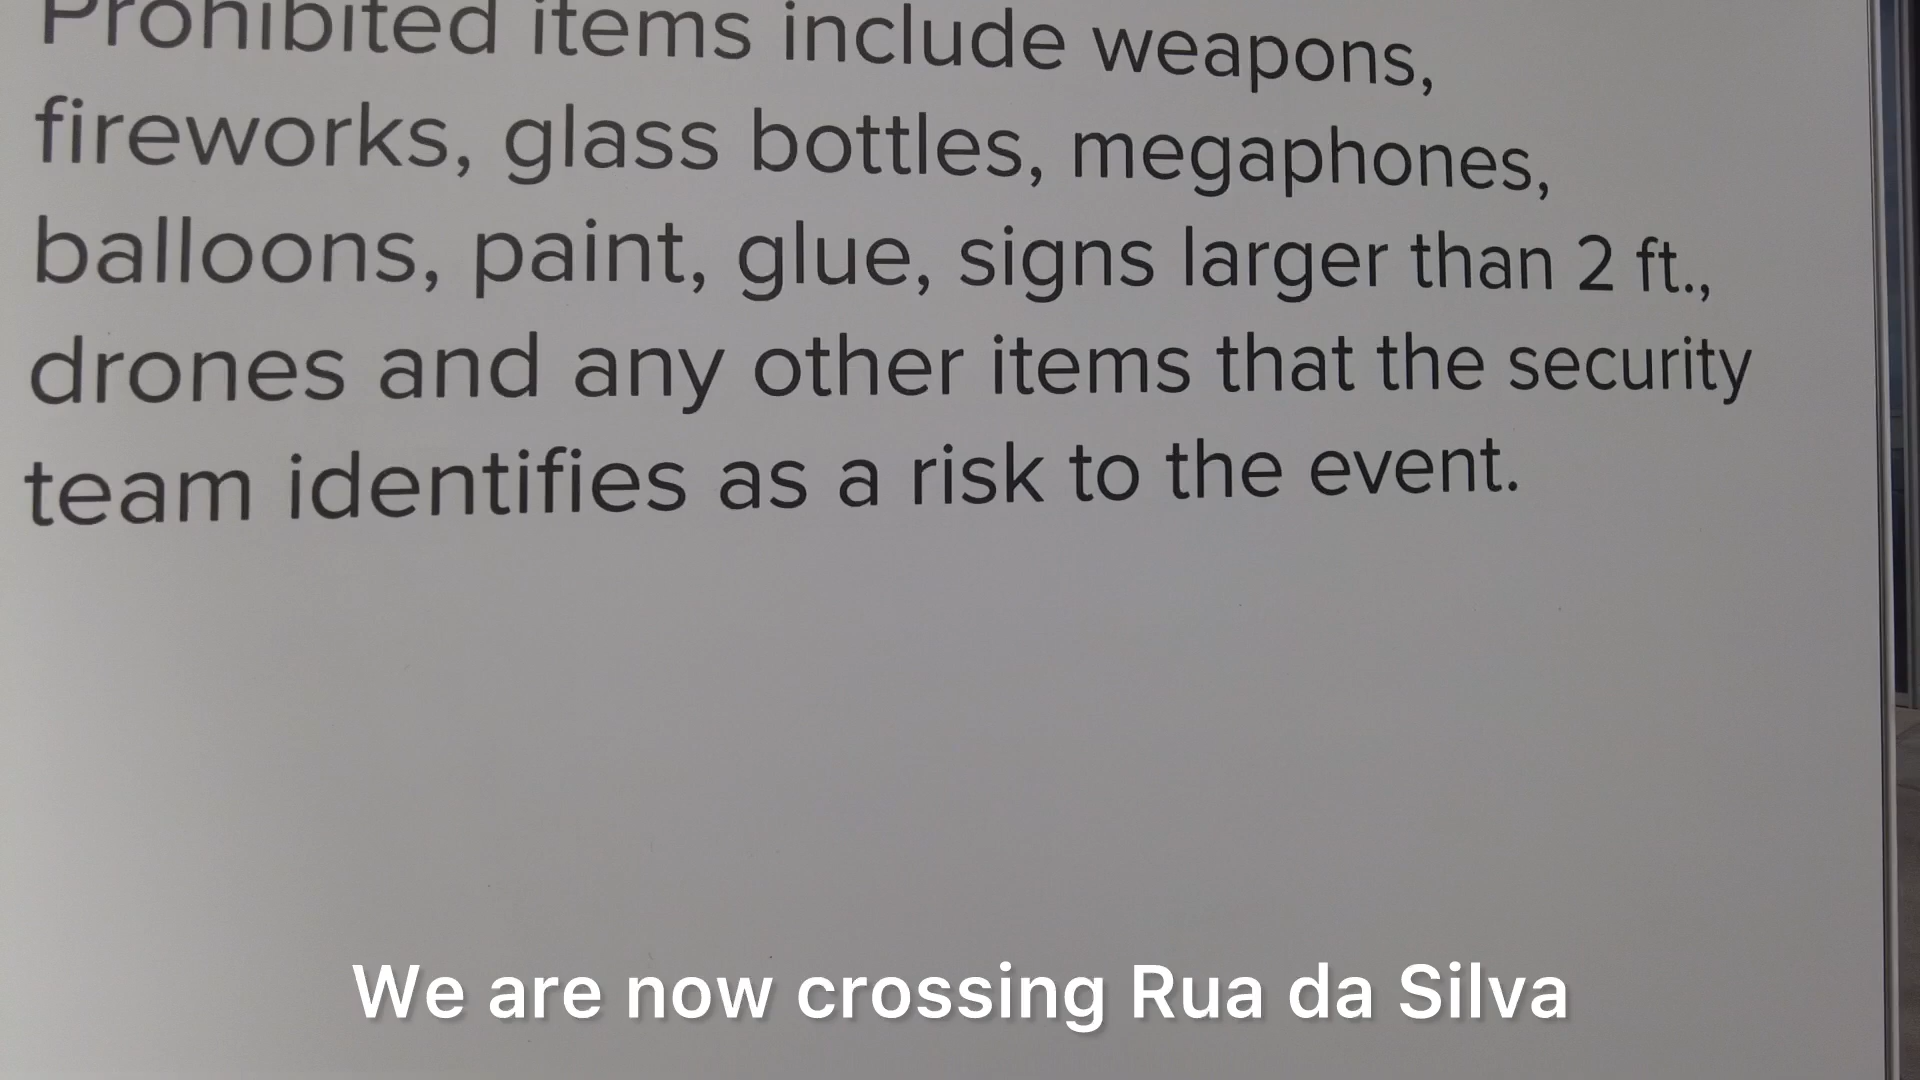 Prohibited items include weapons,
fireworks, glass bottles, megaphones,
balloons, paint, glue, signs larger than 2 ft.,
drones and any other items that the security
team identifies as a risk to the event.
We are now crossing Rua da Silva